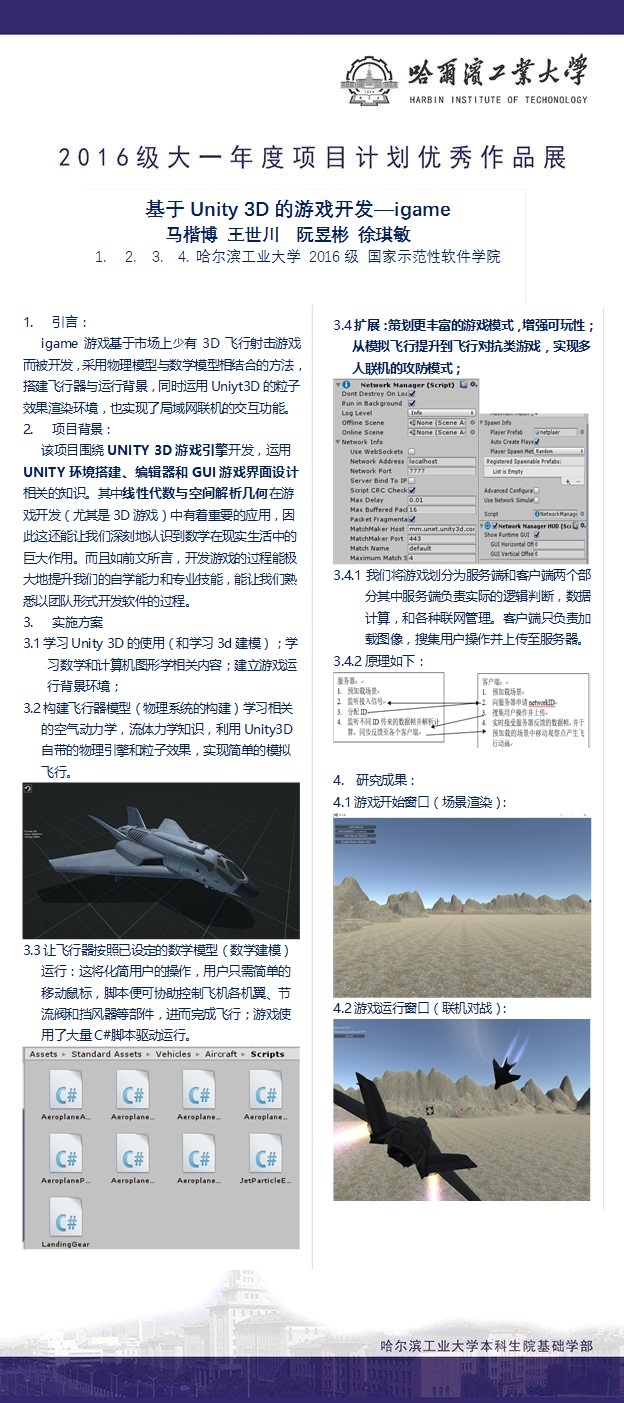 哈尔滨工业大学
HARBIN INSTITUTE OF TECHONOLOGY
2016级大一年度项目计划优秀作品展
基于 Unity 3D 的游戏开发—igame
马楷博 王世川 阮昱彬 徐琪敏
1. 2. 3. 4. 哈尔滨工业大学 2016 级 国家示范性软件学院
1. 引言：
igame 游戏基于市场上少有 3D 飞行射击游戏
而被开发，采用物理模型与数学模型相结合的方法，
搭建飞行器与运行背景，同时运用 Uniyt3D 的粒子
效果渲染环境，也实现了局域网联机的交互功能。
2. 项目背景：
该项目围绕 UNITY 3D 游戏引擎开发，运用
UNITY 环境搭建、编辑器和 GUI 游戏界面设计
相关的知识。其中线性代数与空间解析几何在游
戏开发（尤其是 3D 游戏）中有着重要的应用，因
此这还能让我们深刻地认识到数学在现实生活中的
巨大作用。而且如前文所言，开发游戏的过程能极
大地提升我们的自学能力和专业技能，能让我们熟
悉以团队形式开发软件的过程。
3. 实施方案
3.1 学习 Unity 3D 的使用（和学习 3d 建模）；学
习数学和计算机图形学相关内容；建立游戏运
行背景环境；
3.2 构建飞行器模型（物理系统的构建）学习相关
的空气动力学，流体力学知识，利用 Unity3D
自带的物理引擎和粒子效果，实现简单的模拟
飞行。
3.3 让飞行器按照已设定的数学模型（数学建模）
运行：这将化简用户的操作，用户只需简单的
移动鼠标，脚本便可协助控制飞机各机翼、节
流阀和挡风器等部件，进而完成飞行；游戏使
用了大量 C#脚本驱动运行。
Assets ▸ Standard Assets ▸ Vehicles ▸ Aircraft ▸ Scripts
C# C# C# C#
AeroplaneA... Aeroplane... Aeroplane... Aeroplane...
C# C# C# C#
AeroplaneP... Aeroplane... Aeroplane... JetParticleE...
C#
LandingGear
3.4 扩展：策划更丰富的游戏模式，增强可玩性；
从模拟飞行提升到飞行对抗类游戏，实现多
人联机的攻防模式；
Network Manager (Script)
Dont Destroy On Loa
Run in Background
Log Level Info
Offline Scene None (Scene A
Online Scene None (Scene A
Network Info
Use WebSockets
Network Address localhost
Network Port 7777
Server Bind To IP
Script CRC Check
Max Delay 0.01
Max Buffered Pac 16
Packet Fragmenta
MatchMaker Host mm.unet.unity3d.co
MatchMaker Port 443
Match Name default
Maximum Match S 4
Spawn Info
Player Prefab netplaer
Auto Create Playe
Player Spawn Met Random
Registered Spawnable Prefabs:
List is Empty
Advanced Configura
Use Network Simulat
Script NetworkManag
Network Manager HUD (Scri
Show Runtime GUI
GUI Horizontal Off 0
GUI Vertical Offse 0
3.4.1 我们将游戏划分为服务端和客户端两个部
分其中服务端负责实际的逻辑判断，数据
计算，和各种联网管理。客户端只负责加
载图像，搜集用户操作并上传至服务器。
3.4.2 原理如下：
服务器：
1. 预加载场景
2. 监听接入信号
3. 分配 ID
4. 监听不同 ID 传来的数据帧并解析计
算，同步反馈至各个客户端
客户端：
1. 预加载场景
2. 向服务器申请 networkID
3. 搜集用户操作并上传
4. 实时接受服务器反馈的数据帧，并于
预加载的场景中移动观察点产生飞
行动画
4. 研究成果：
4.1 游戏开始窗口（场景渲染）：
4.2 游戏运行窗口（联机对战）：
哈尔滨工业大学本科生院基础学部